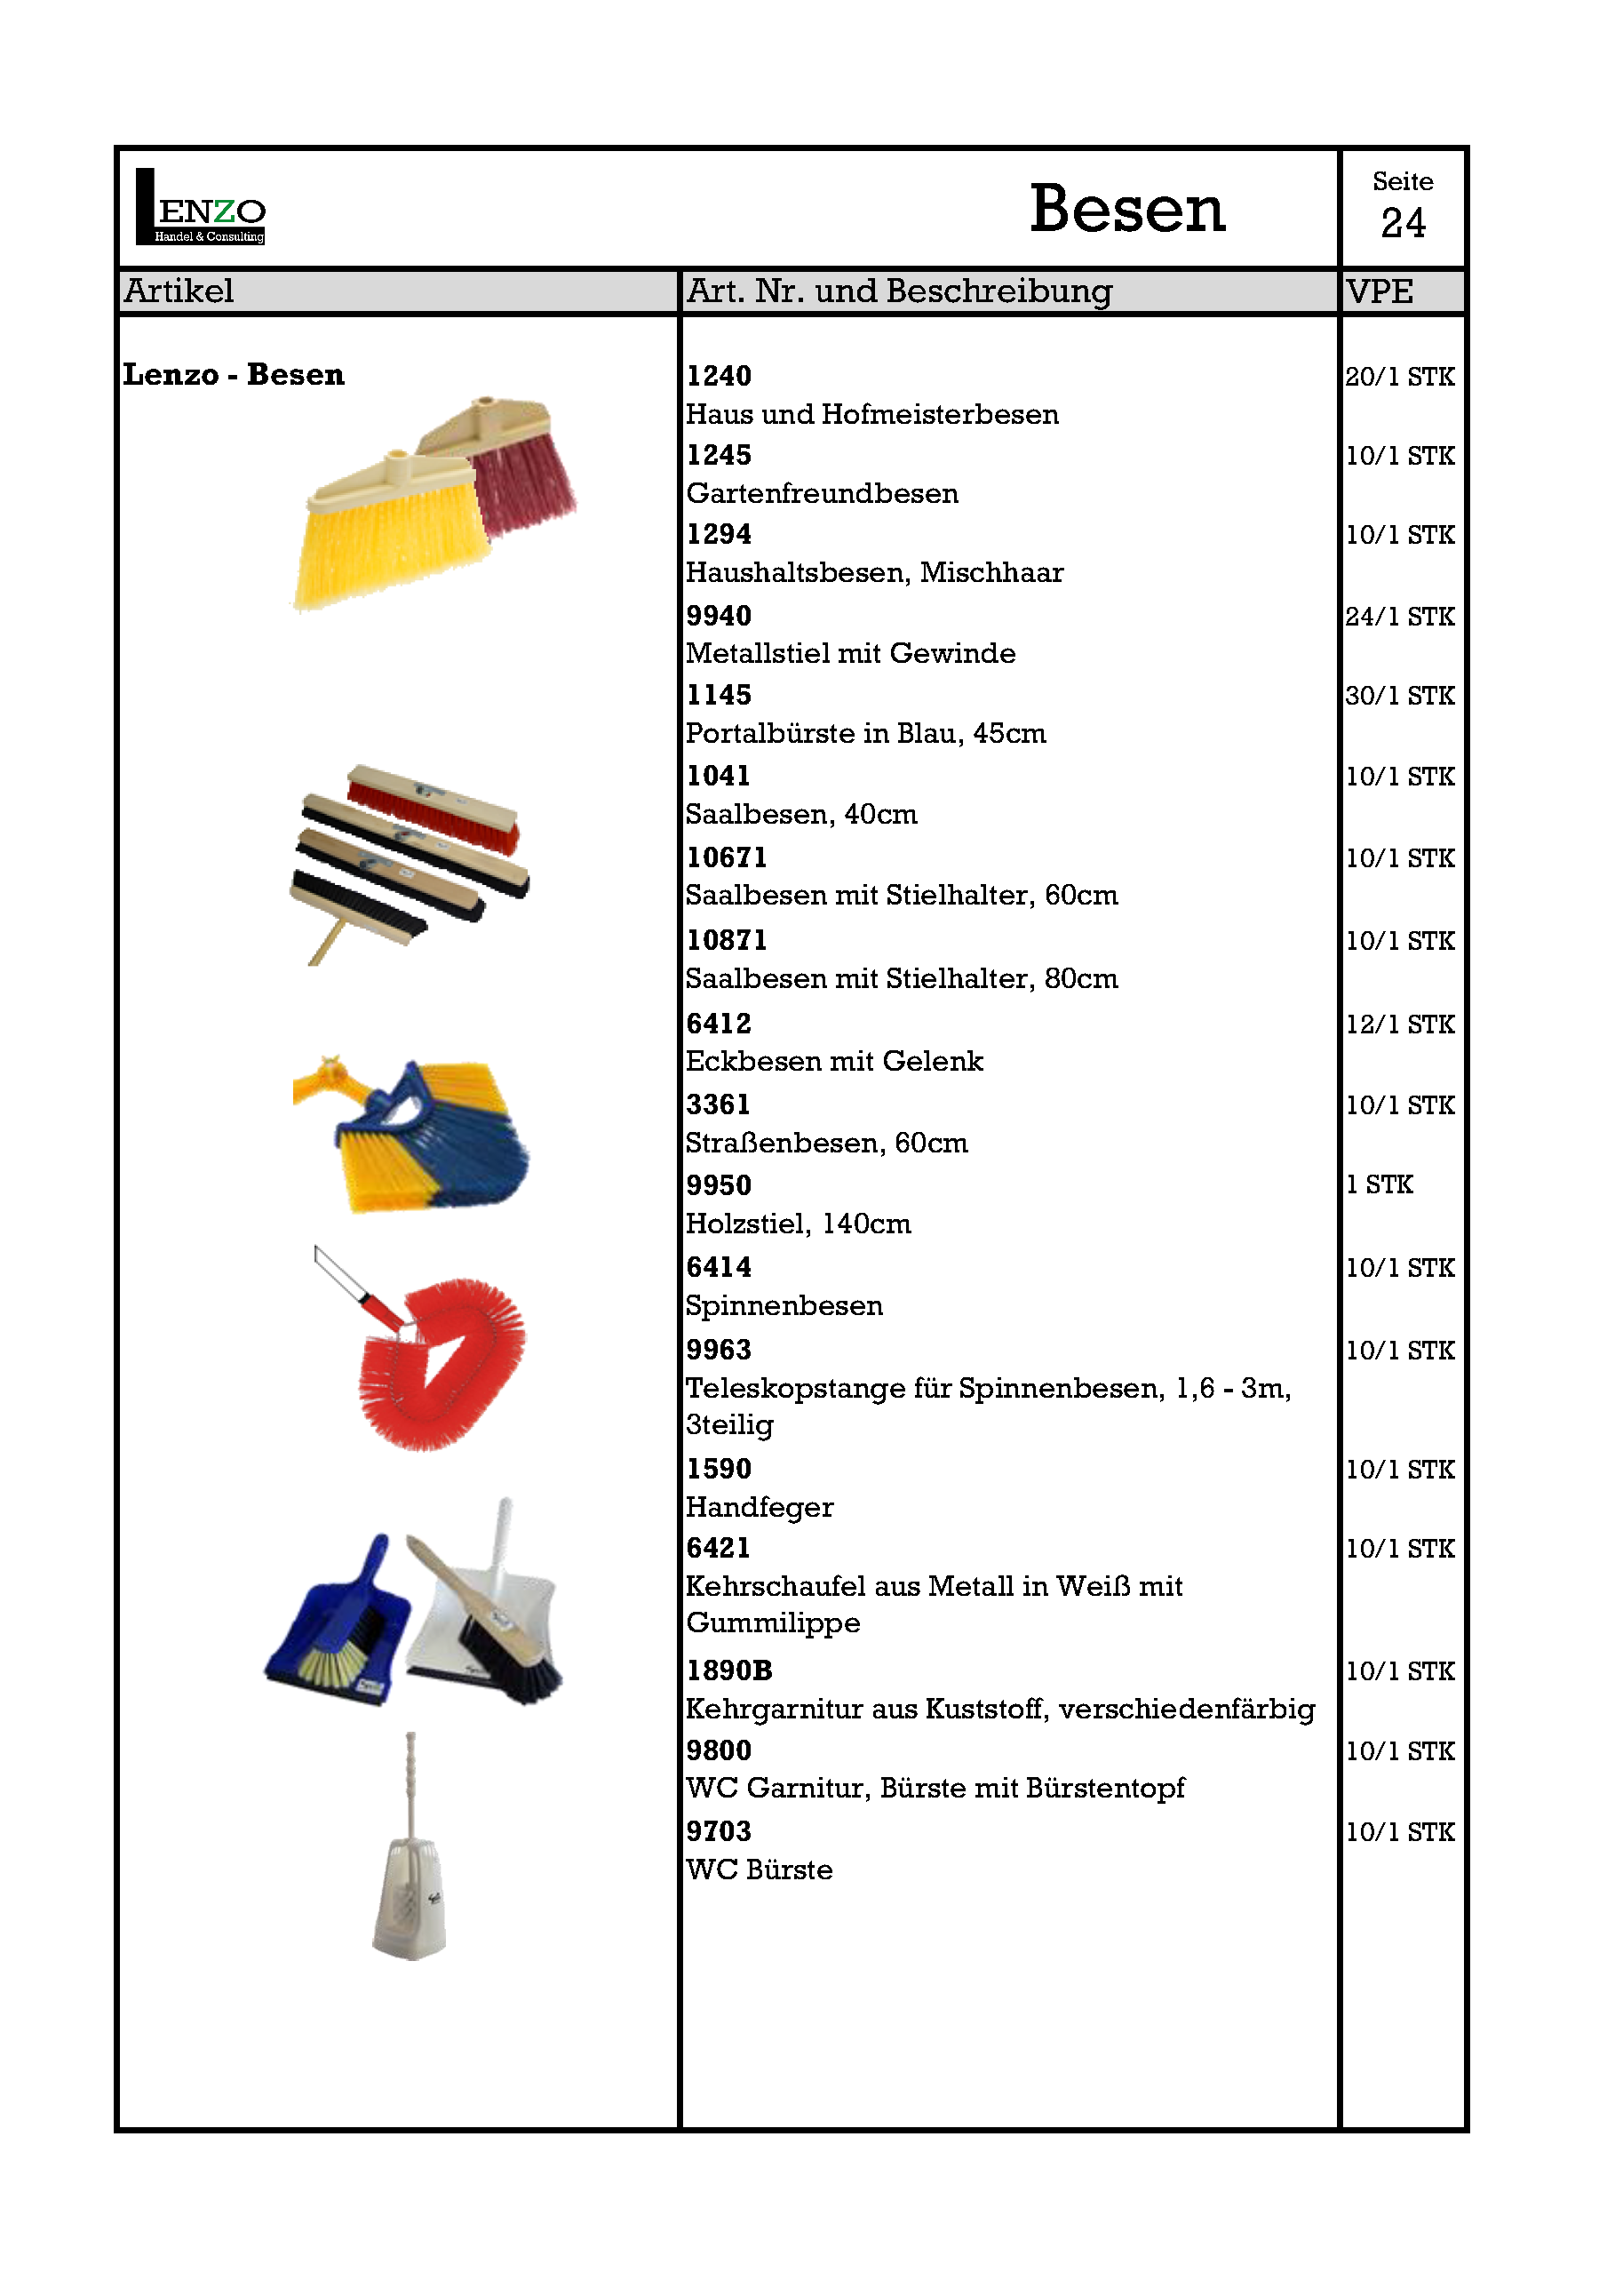 LENZO
Handel & Consulting
Besen
Seite
24
Artikel
Art. Nr. und Beschreibung
VPE
Lenzo - Besen
1240
20/1 STK
Haus und Hofmeisterbesen
1245
10/1 STK
Gartenfreundbesen
1294
10/1 STK
Haushaltsbesen, Mischhaar
9940
24/1 STK
Metallstiel mit Gewinde
1145
30/1 STK
Portalbürste in Blau, 45cm
1041
10/1 STK
Saalbesen, 40cm
10671
10/1 STK
Saalbesen mit Stielhalter, 60cm
10871
10/1 STK
Saalbesen mit Stielhalter, 80cm
6412
12/1 STK
Eckbesen mit Gelenk
3361
10/1 STK
Straßenbesen, 60cm
9950
1 STK
Holzstiel, 140cm
6414
10/1 STK
Spinnenbesen
9963
10/1 STK
Teleskopstange für Spinnenbesen, 1,6 - 3m,
3teilig
1590
10/1 STK
Handfeger
6421
10/1 STK
Kehrschaufel aus Metall in Weiß mit
Gummilippe
1890B
10/1 STK
Kehrgarnitur aus Kuststoff, verschiedenfärbig
9800
10/1 STK
WC Garnitur, Bürste mit Bürstentopf
9703
10/1 STK
WC Bürste